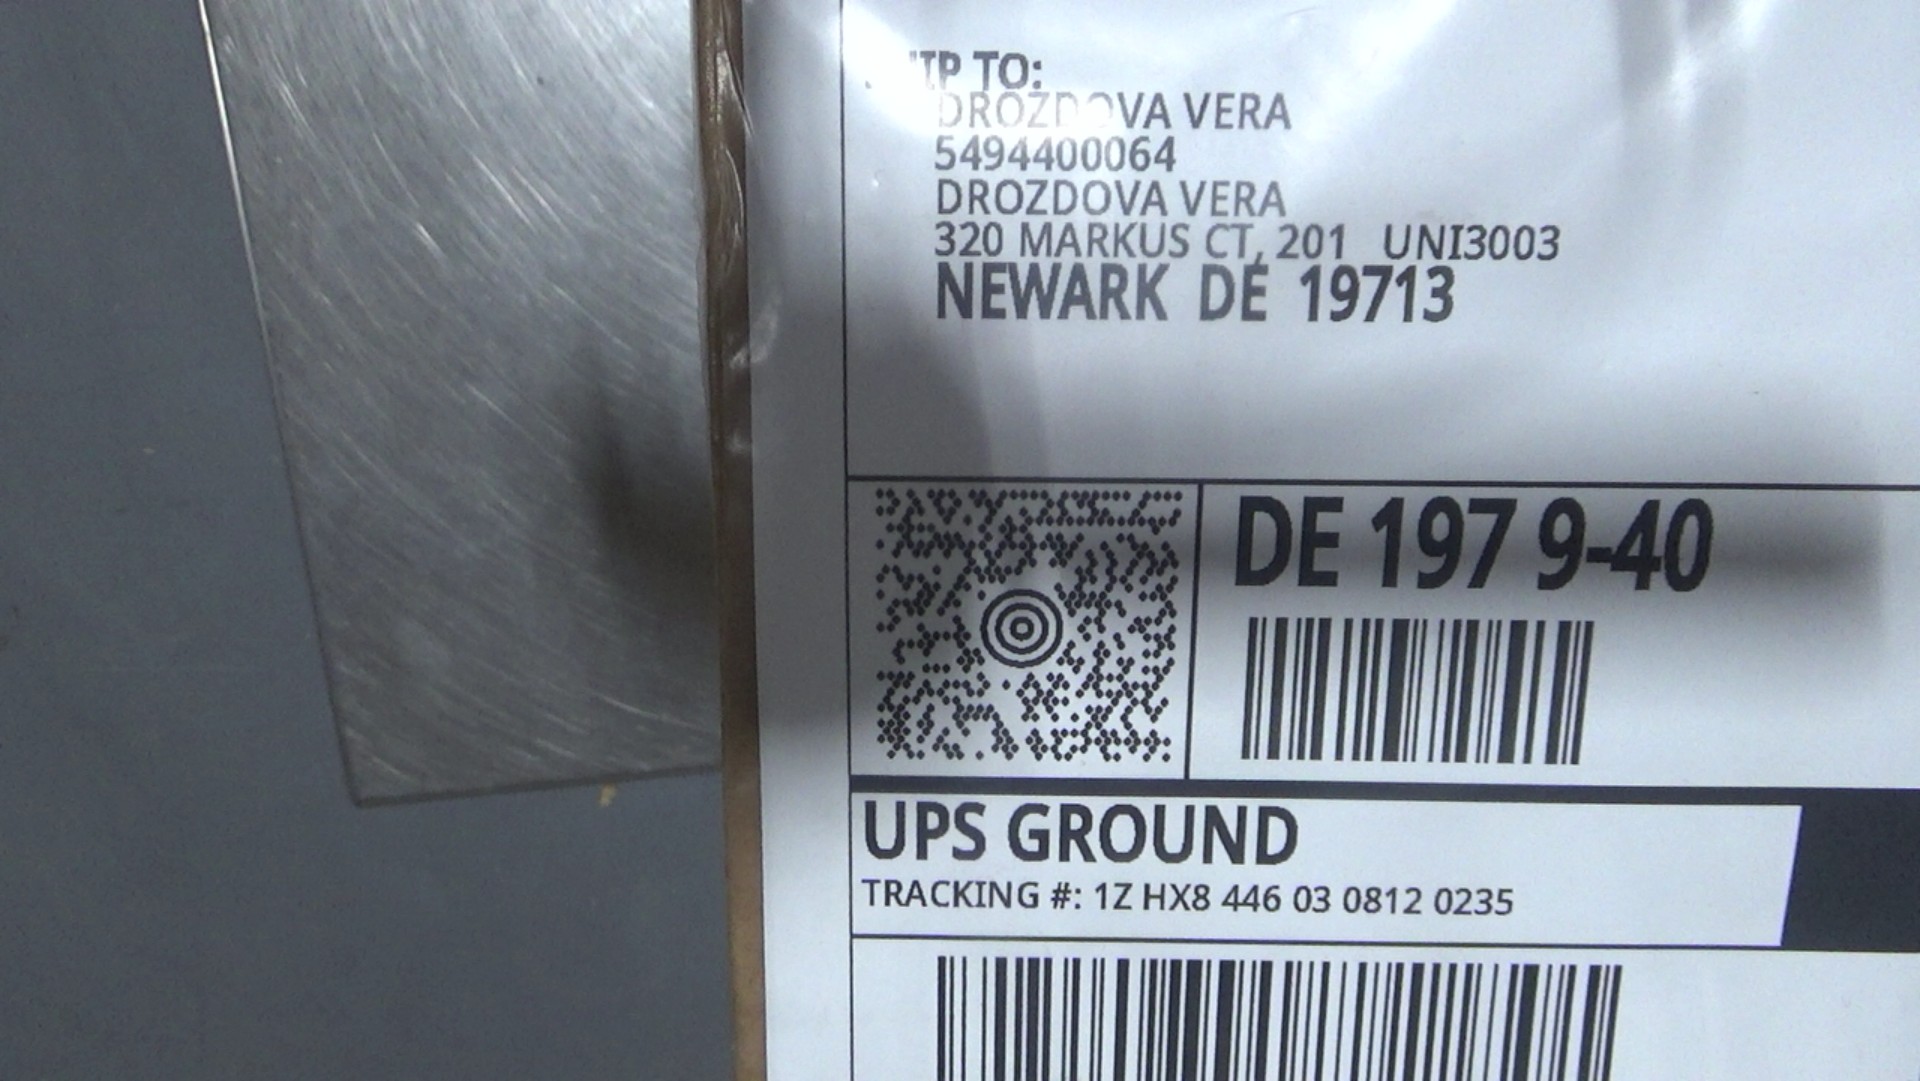 SHIP TO:
DROZDOVA VERA
5494400064
DROZDOVA VERA
320 MARKUS CT, 201 UNI3003
NEWARK DE 19713
DE 197 9-40
UPS GROUND
TRACKING #: 1Z HX8 446 03 0812 0235